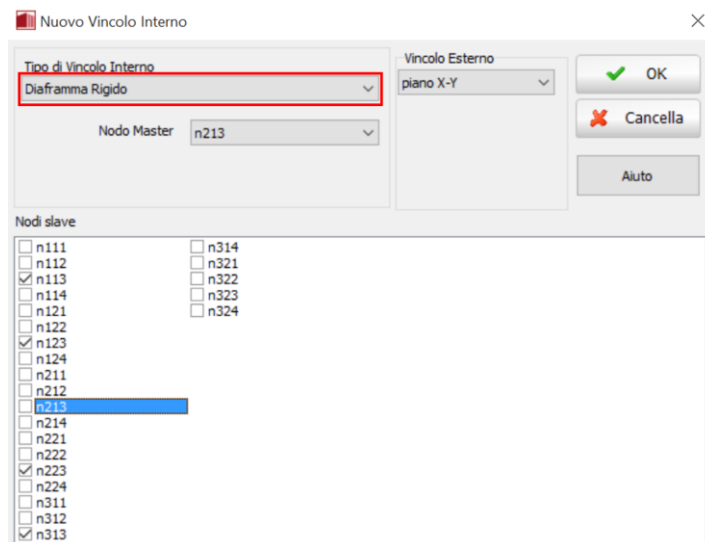 Nuovo Vincolo Interno
Tipo di Vincolo Interno
Diaframma Rigido
Nodo Master n213
Vincolo Esterno
piano X-Y
OK
Cancella
Aiuto
Nodi slave
n111
n112
n113
n114
n121
n122
n123
n124
n211
n212
n213
n214
n221
n222
n223
n224
n311
n312
n313
n314
n321
n322
n323
n324